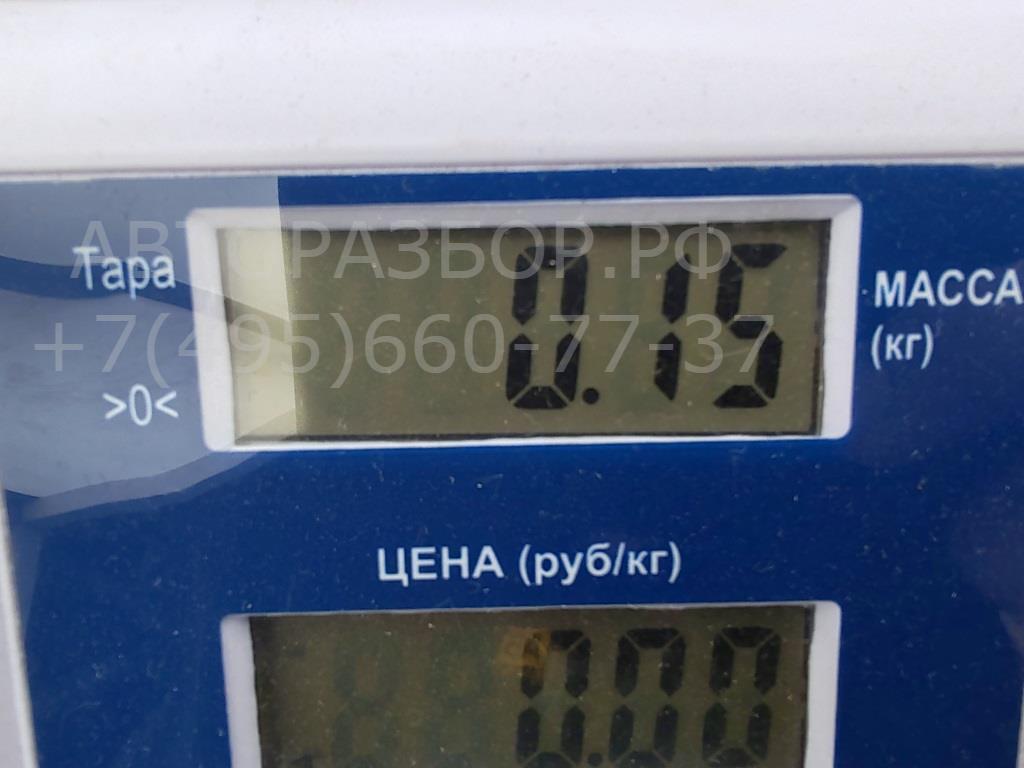 АВТОРАЗБОР.РФ
Тара 0.15 МАССА
+7(495)660-77-37
(кг)
>0<
ЦЕНА (руб/кг)
0.00